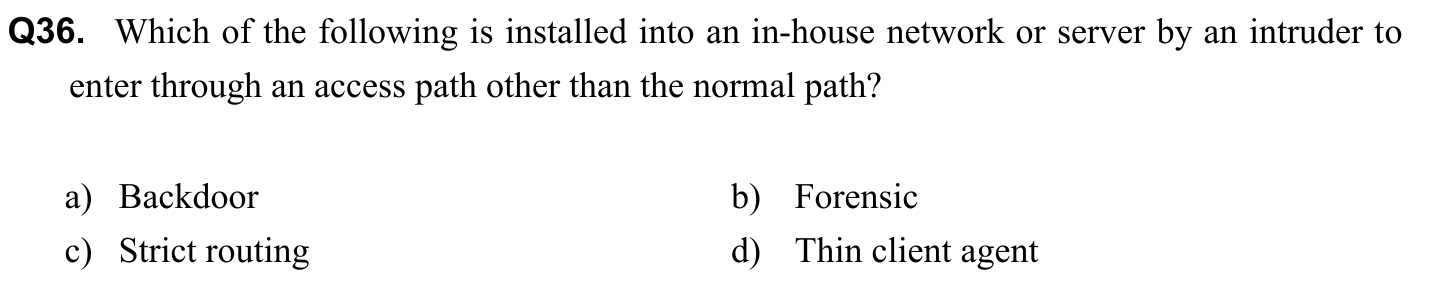 Q36. Which of the following is installed into an in-house network or server by an intruder to
enter through an access path other than the normal path?
a) Backdoor b) Forensic
c) Strict routing d) Thin client agent